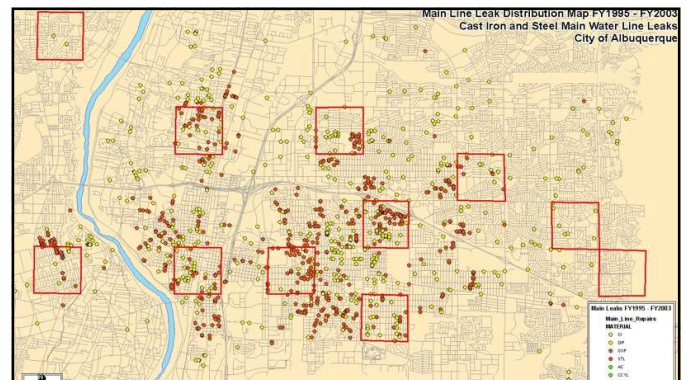 Main Line Leak Distribution Map FY1995 - FY2003
Cast Iron and Steel Main Water Line Leaks
City of Albuquerque
Main Leaks FY1995 - FY2003
Main_Line_Repairs
MATERIAL
CI
DIP
STL
AC